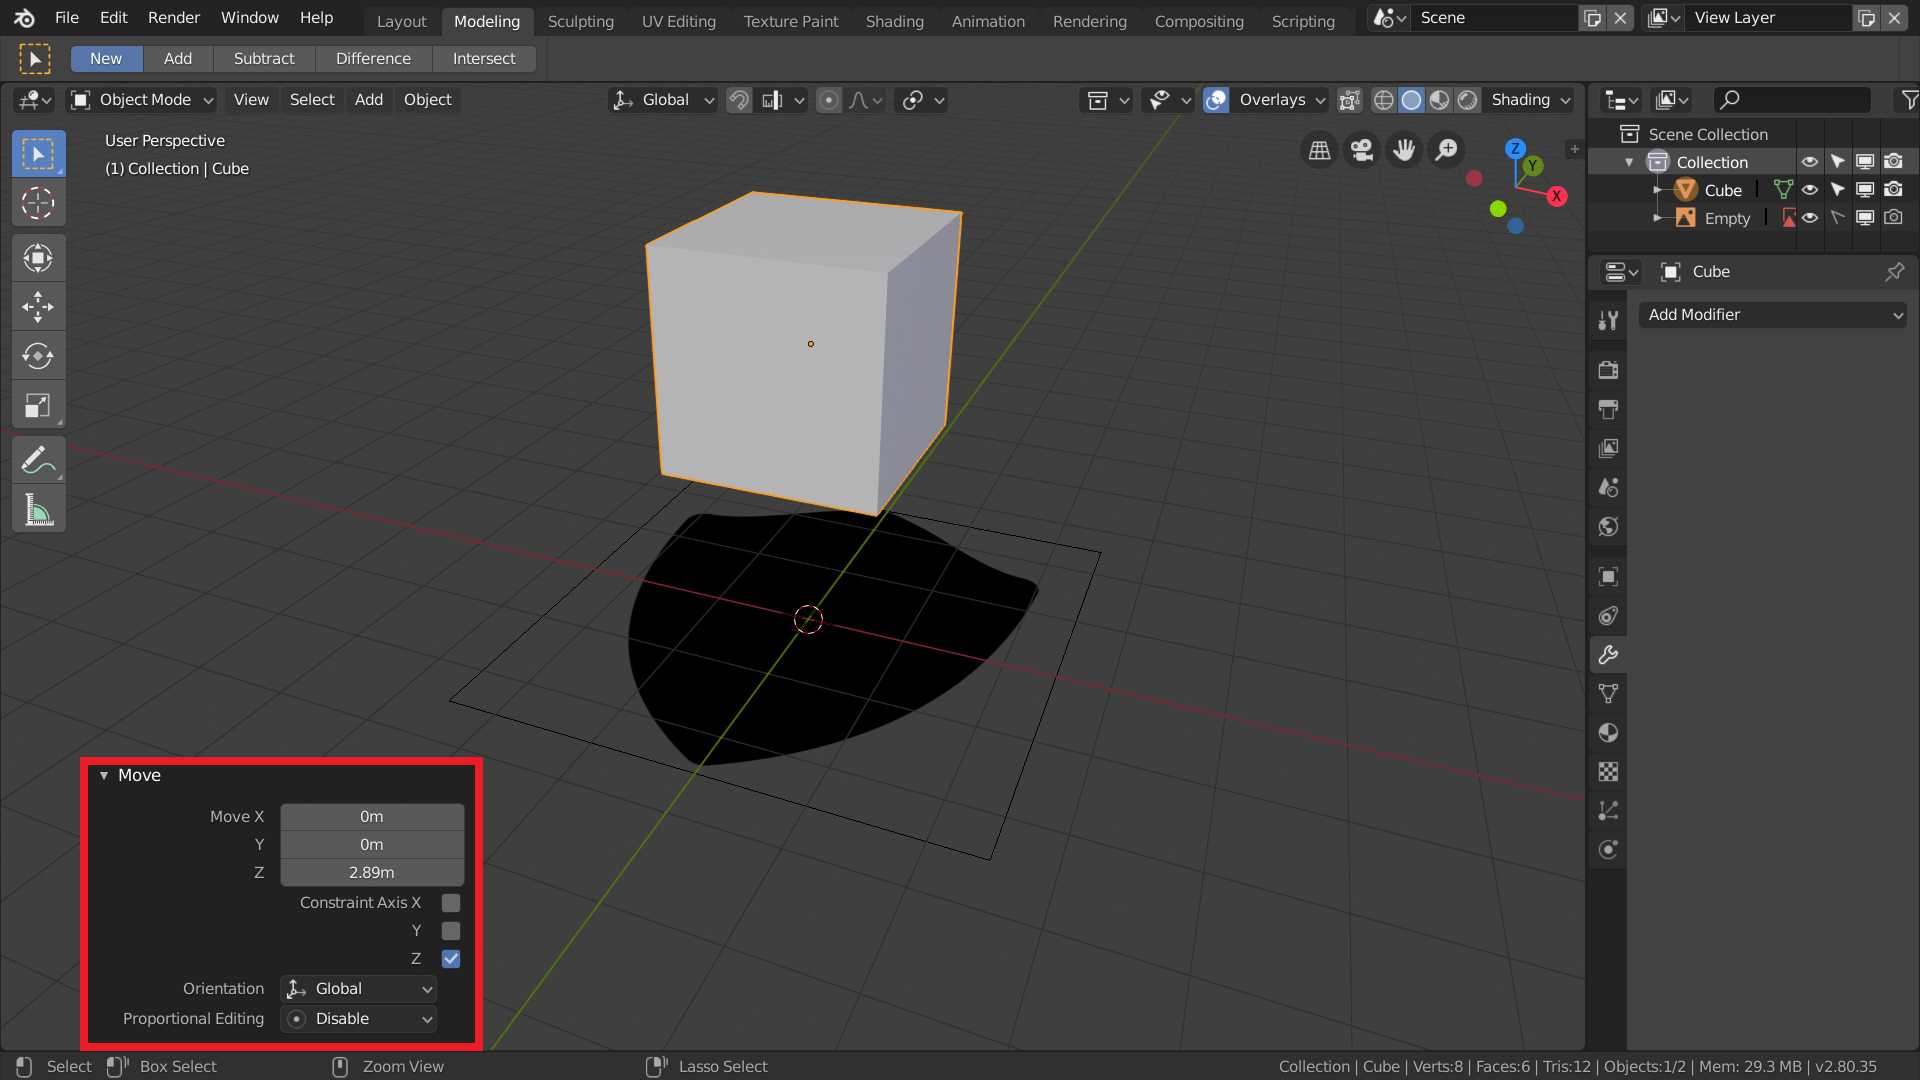 File Edit Render Window Help Layout Modeling Sculpting UV Editing Texture Paint Shading Animation Rendering Compositing Scripting Scene View Layer
New Add Subtract Difference Intersect
Object Mode View Select Add Object Global Overlays Shading
User Perspective
(1) Collection | Cube
Z
Y
X
Scene Collection
Collection
Cube
Empty
Cube
Add Modifier
Move
Move X 0m
Y 0m
Z 2.89m
Constraint Axis X
Y
Z
Orientation Global
Proportional Editing Disable
Select Box Select Zoom View Lasso Select Collection | Cube | Verts:8 | Faces:6 | Tris:12 | Objects:1/2 | Mem: 29.3 MB | v2.80.35